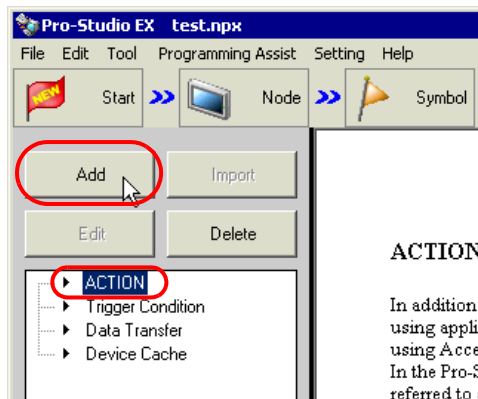 Pro-Studio EX test.npx
File Edit Tool Programming Assist Setting Help
NEW Start Node Symbol
Add Import
Edit Delete
ACTION
Trigger Condition
Data Transfer
Device Cache
ACTION
In addition
using appli
using Acce
In the Pro-S
referred to